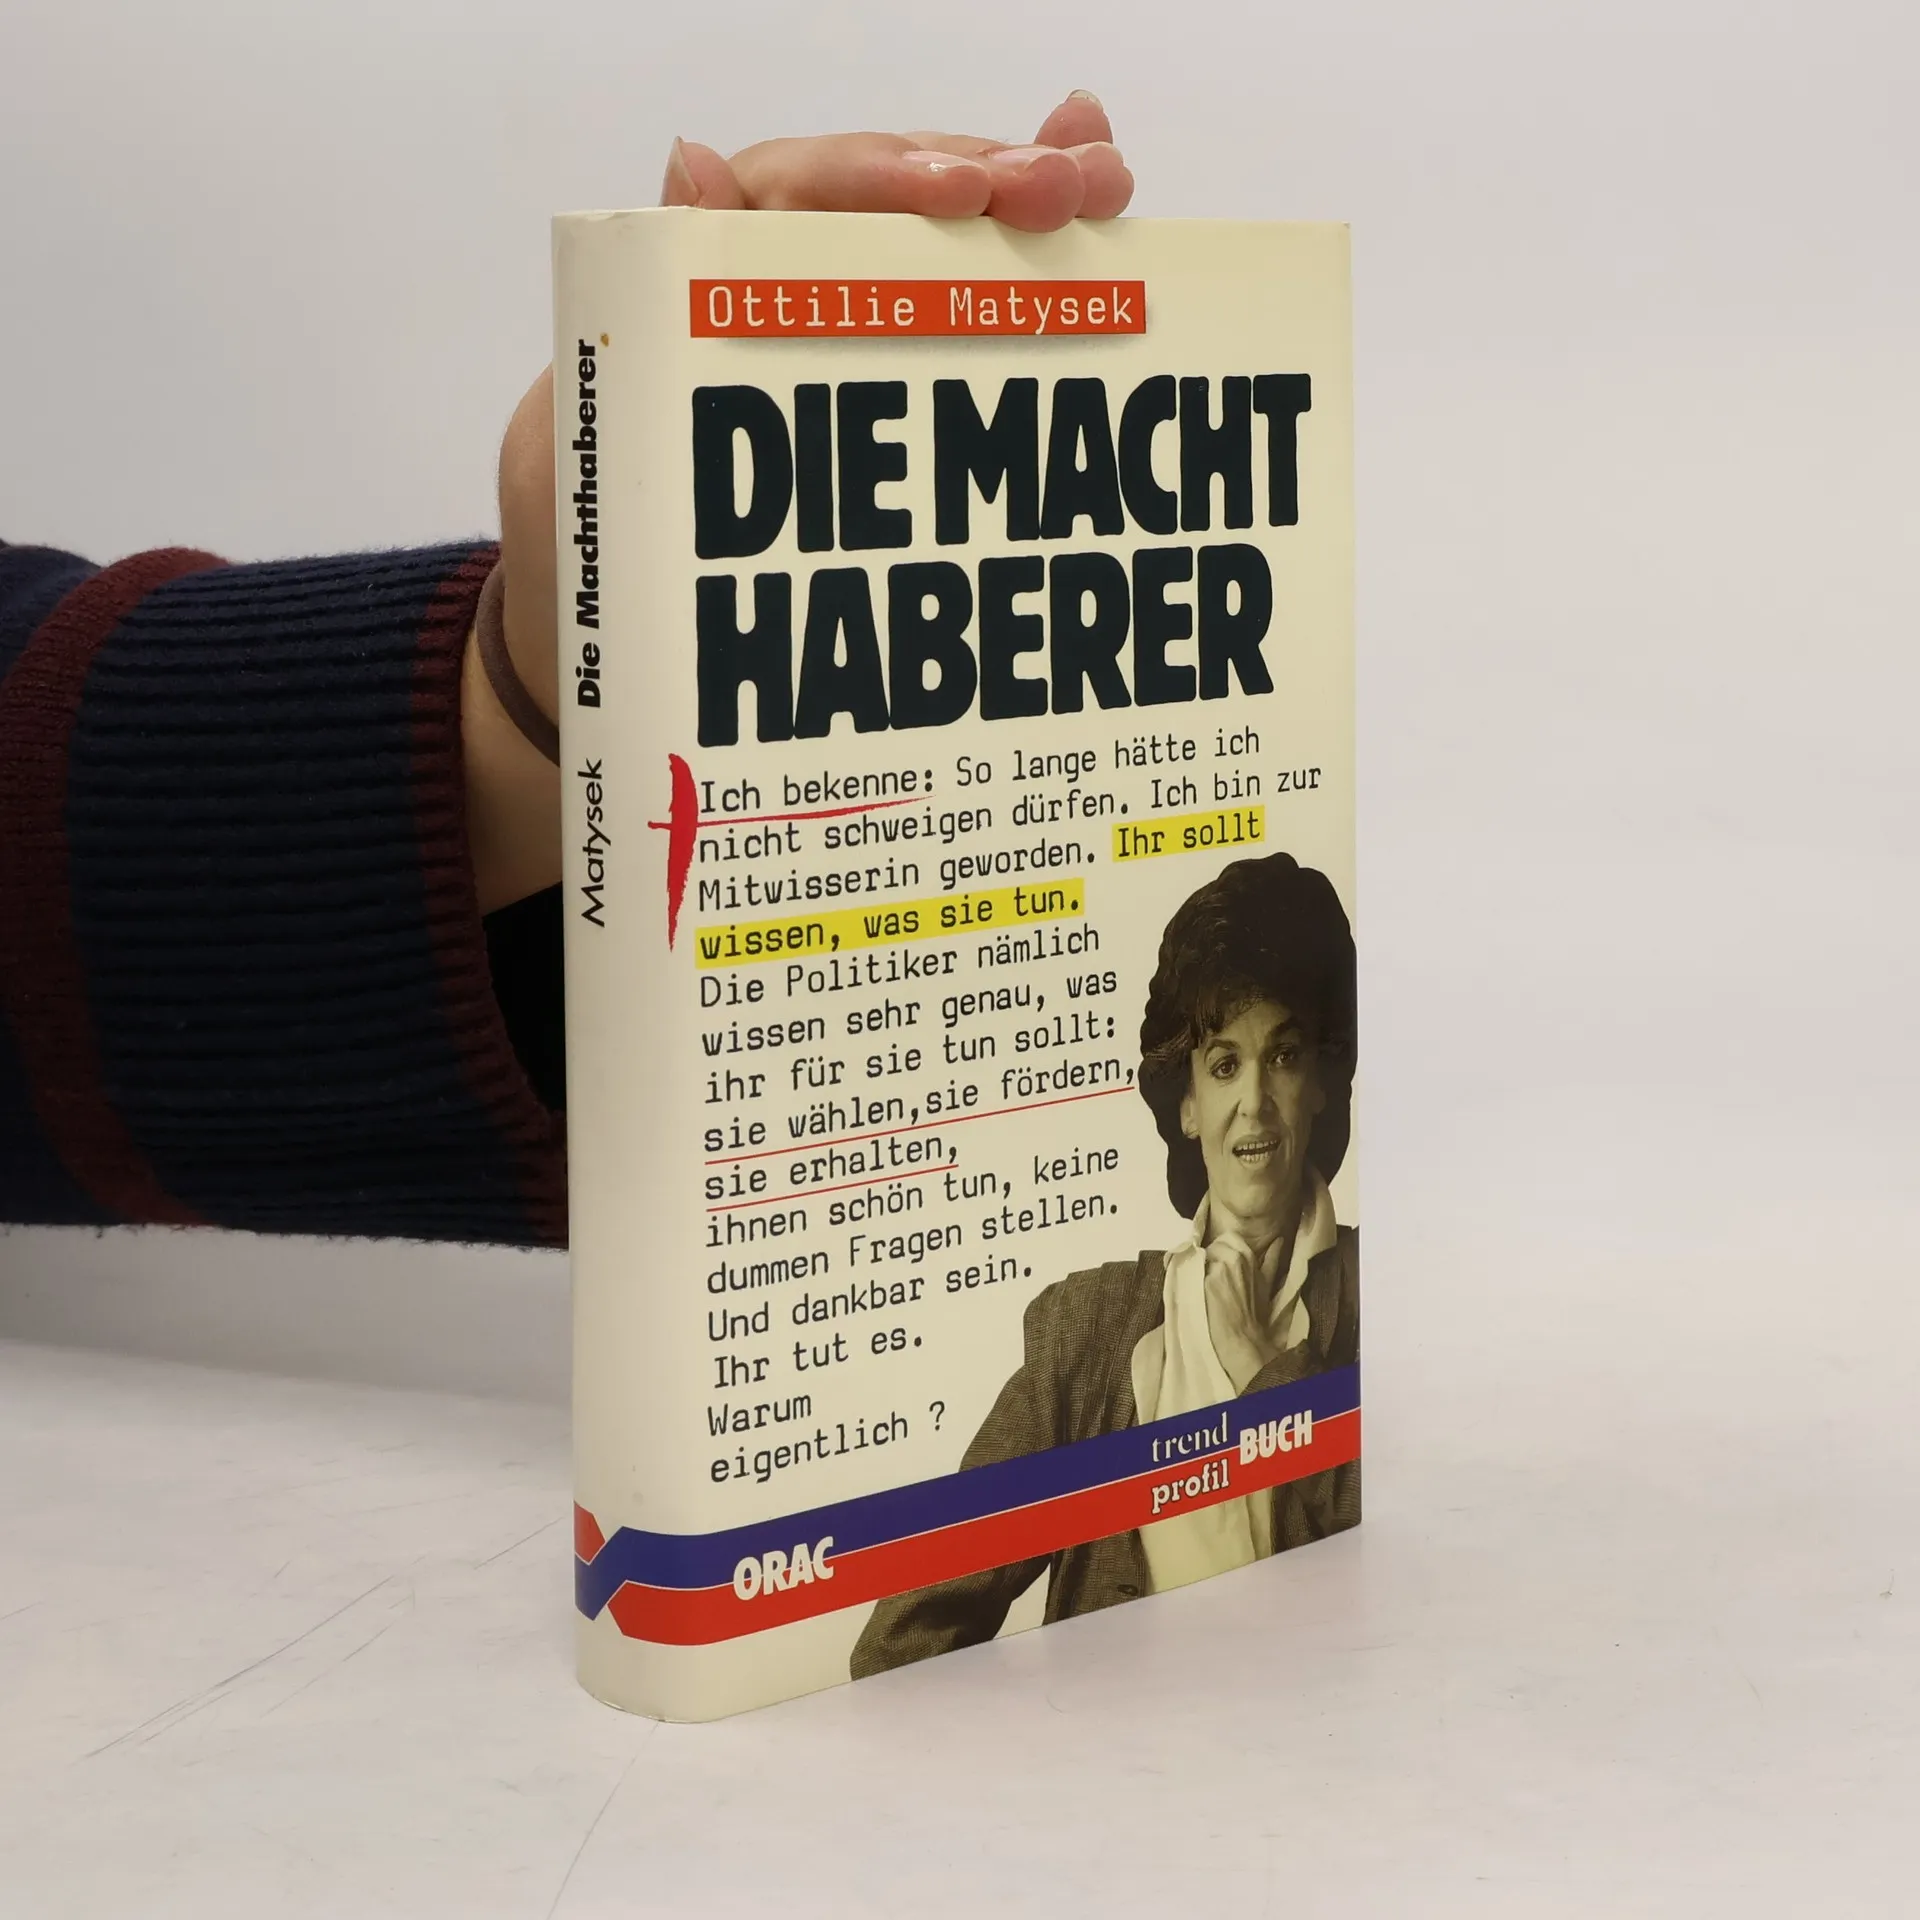 Matysek Die Machthaberer
Ottilie Matysek
DIE MACHT
HABERER
Ich bekenne: So lange hätte ich
nicht schweigen dürfen. Ich bin zur
Mitwisserin geworden. Ihr sollt
wissen, was sie tun.
Die Politiker nämlich
wissen sehr genau, was
ihr für sie tun sollt:
sie wählen,sie fördern,
sie erhalten,
ihnen schön tun, keine
dummen Fragen stellen.
Und dankbar sein.
Ihr tut es.
Warum
eigentlich ?
trend
profil
BUCH
ORAC